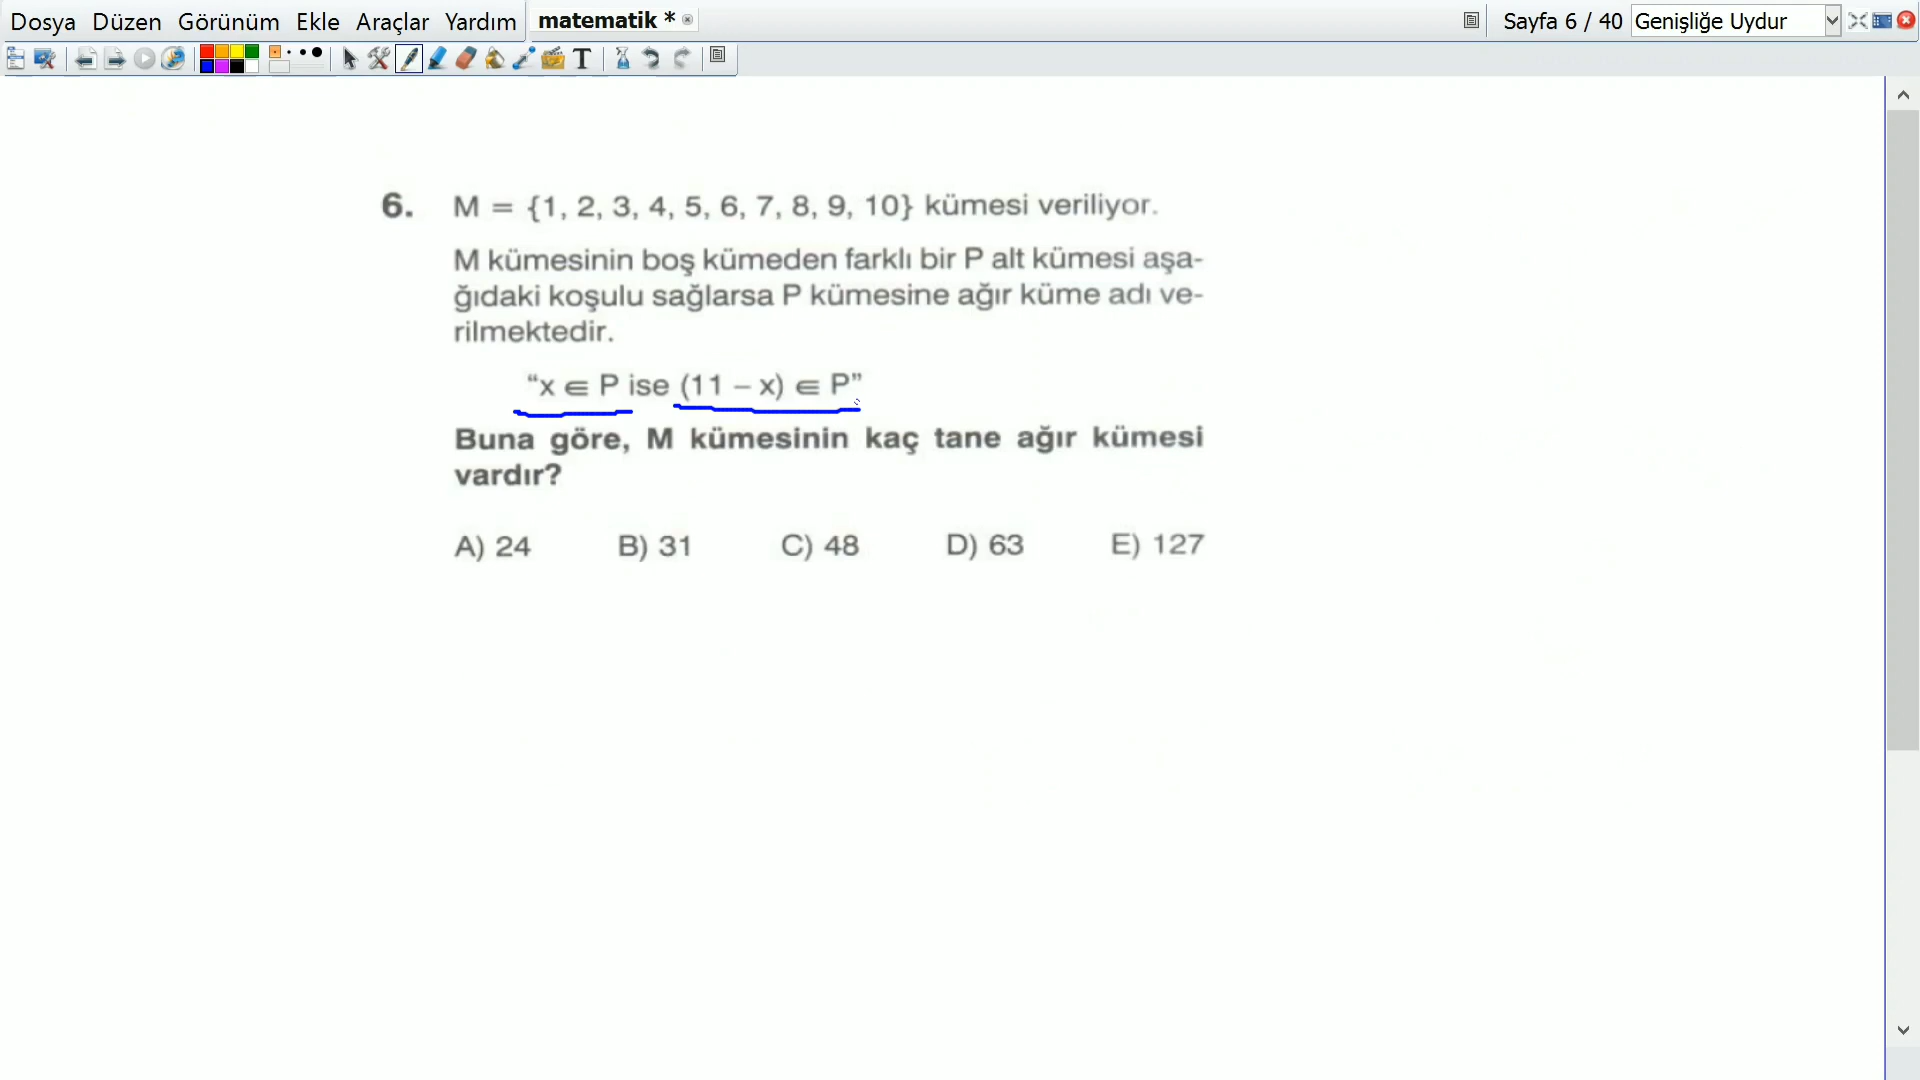 Dosya Düzen Görünüm Ekle Araçlar Yardım matematik * Sayfa 6 / 40 Genişliğe Uydur
6. M = {1, 2, 3, 4, 5, 6, 7, 8, 9, 10} kümesi veriliyor.
M kümesinin boş kümeden farklı bir P alt kümesi aşa-
ğıdaki koşulu sağlarsa P kümesine ağır küme adı ve-
rilmektedir.
“x ∈ P ise (11 – x) ∈ P”
Buna göre, M kümesinin kaç tane ağır kümesi
vardır?
A) 24 B) 31 C) 48 D) 63 E) 127